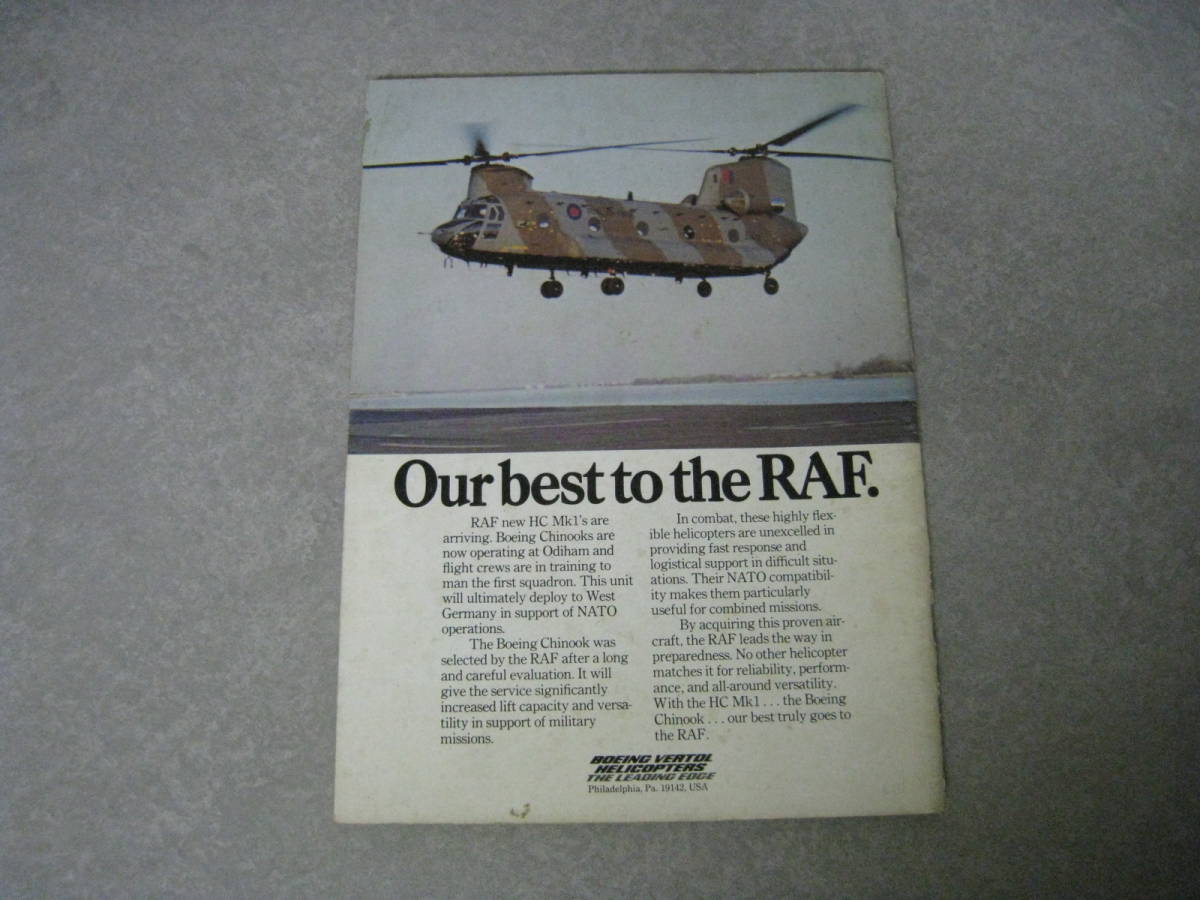 Our best to the RAF.
RAF new HC Mk1's are
arriving. Boeing Chinooks are
now operating at Odiham and
flight crews are in training to
man the first squadron. This unit
will ultimately deploy to West
Germany in support of NATO
operations.
The Boeing Chinook was
selected by the RAF after a long
and careful evaluation. It will
give the service significantly
increased lift capacity and versa-
tility in support of military
missions.
In combat, these highly flex-
ible helicopters are unexcelled in
providing fast response and
logistical support in difficult situ-
ations. Their NATO compatibil-
ity makes them particularly
useful for combined missions.
By acquiring this proven air-
craft, the RAF leads the way in
preparedness. No other helicopter
matches it for reliability, perform-
ance, and all-around versatility.
With the HC Mk1 . . . the Boeing
Chinook . . . our best truly goes to
the RAF.
BOEING VERTOL
HELICOPTERS
THE LEADING EDGE
Philadelphia, Pa. 19142, USA